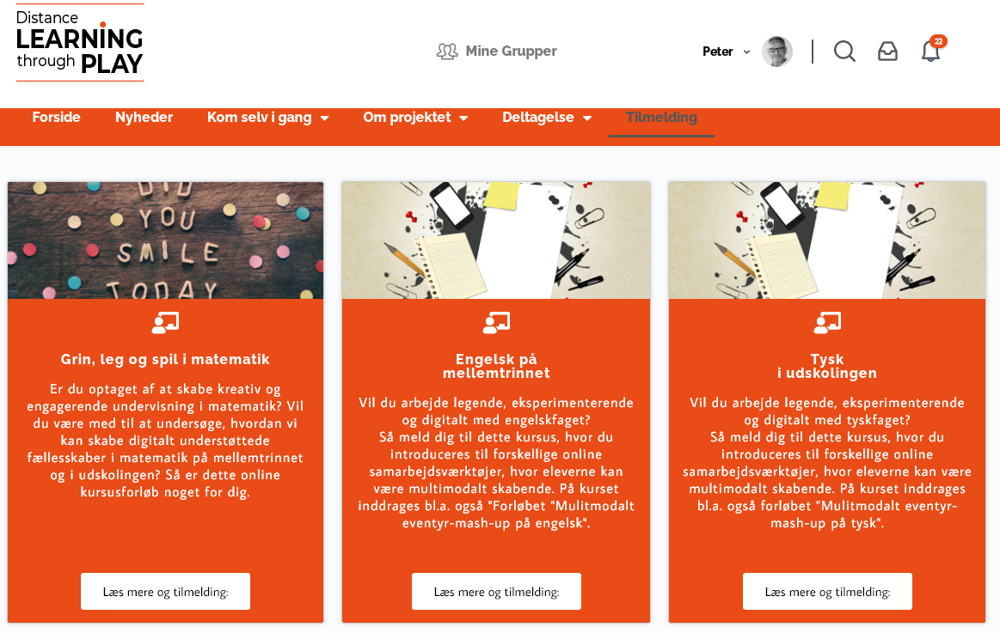 Distance
LEARNING
through PLAY
Mine Grupper
Peter
22
Forside
Nyheder
Kom selv i gang
Om projektet
Deltagelse
Tilmelding
DID
YOU
SMILE
TODAY
Grin, leg og spil i matematik
Er du optaget af at skabe kreativ og
engagerende undervisning i matematik? Vil
du være med til at undersøge, hvordan vi
kan skabe digitalt understøttede
fællesskaber i matematik på mellemtrinnet
og i udskolingen? Så er dette online
kursusforløb noget for dig.
Læs mere og tilmelding:
Engelsk på
mellemtrinnet
Vil du arbejde legende, eksperimenterende
og digitalt med engelskfaget?
Så meld dig til dette kursus, hvor du
introduceres til forskellige online
samarbejdsværktøjer, hvor eleverne kan
være multimodalt skabende. På kurset
inddrages bl.a. også "Forløbet "Mulitmodalt
eventyr-mash-up på engelsk".
Læs mere og tilmelding:
Tysk
i udskolingen
Vil du arbejde legende, eksperimenterende
og digitalt med tyskfaget?
Så meld dig til dette kursus, hvor du
introduceres til forskellige online
samarbejdsværktøjer, hvor eleverne kan være
multimodalt skabende. På kurset inddrages
bl.a. også forløbet "Mulitmodalt eventyr-
mash-up på tysk".
Læs mere og tilmelding: